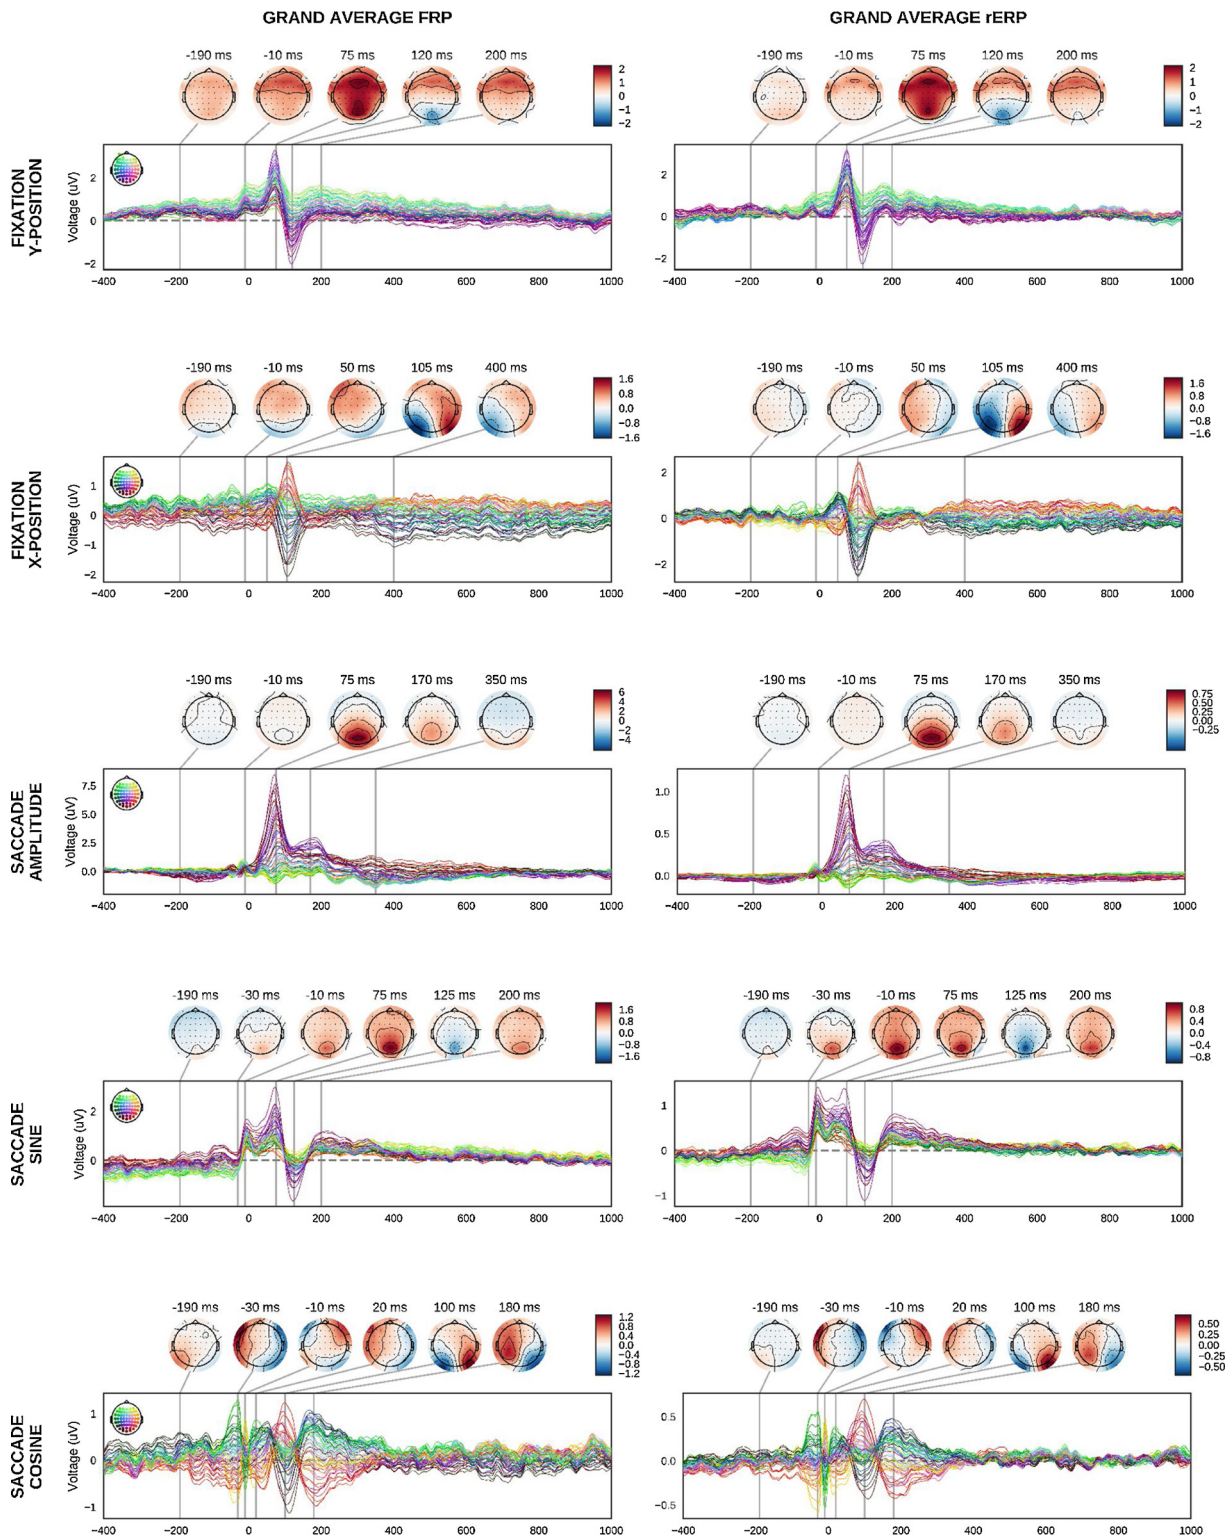 GRAND AVERAGE FRP
GRAND AVERAGE rERP
FIXATION
Y-POSITION
-190 ms -10 ms 75 ms 120 ms 200 ms
2
1
0
−1
−2
Voltage (uV)
2
0
−2
−400 −200 0 200 400 600 800 1000
-190 ms -10 ms 75 ms 120 ms 200 ms
2
1
0
−1
−2
2
0
−2
−400 −200 0 200 400 600 800 1000
FIXATION
X-POSITION
-190 ms -10 ms 50 ms 105 ms 400 ms
1.6
0.8
0.0
−0.8
−1.6
Voltage (uV)
1
0
−1
−2
−400 −200 0 200 400 600 800 1000
-190 ms -10 ms 50 ms 105 ms 400 ms
1.6
0.8
0.0
−0.8
−1.6
2
0
−2
−400 −200 0 200 400 600 800 1000
SACCADE
AMPLITUDE
-190 ms -10 ms 75 ms 170 ms 350 ms
6
4
2
0
−2
−4
Voltage (uV)
7.5
5.0
2.5
0.0
−400 −200 0 200 400 600 800 1000
-190 ms -10 ms 75 ms 170 ms 350 ms
0.75
0.50
0.25
0.00
−0.25
1.0
0.5
0.0
−400 −200 0 200 400 600 800 1000
SACCADE
SINE
-190 ms -30 ms -10 ms 75 ms 125 ms 200 ms
1.6
0.8
0.0
−0.8
−1.6
Voltage (uV)
2
0
−400 −200 0 200 400 600 800 1000
-190 ms -30 ms -10 ms 75 ms 125 ms 200 ms
0.8
0.4
0.0
−0.4
−0.8
1
0
−1
−400 −200 0 200 400 600 800 1000
SACCADE
COSINE
-190 ms -30 ms -10 ms 20 ms 100 ms 180 ms
1.2
0.8
0.4
0.0
−0.4
−0.8
−1.2
Voltage (uV)
1
0
−1
−400 −200 0 200 400 600 800 1000
-190 ms -30 ms -10 ms 20 ms 100 ms 180 ms
0.50
0.25
0.00
−0.25
−0.50
0.5
0.0
−0.5
−400 −200 0 200 400 600 800 1000